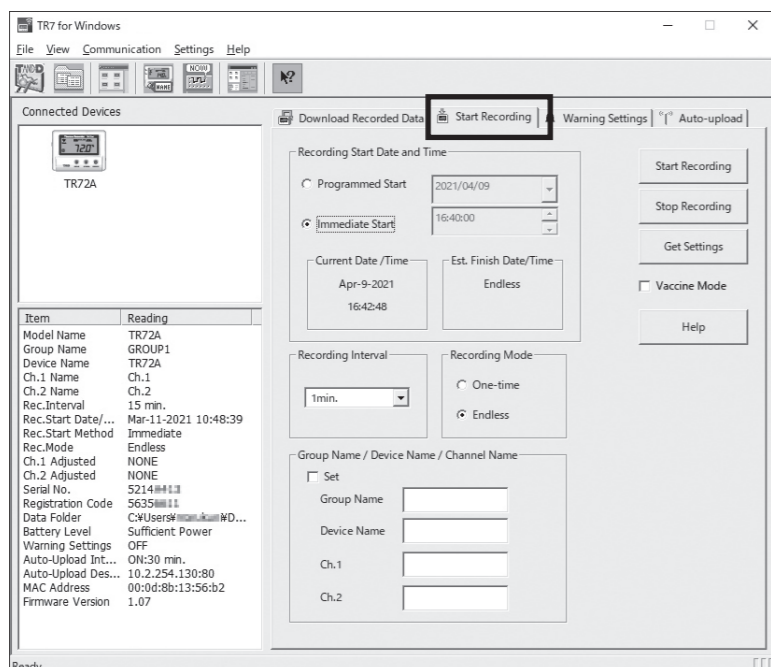 TR7 for Windows
File View Communication Settings Help
T&D
NAME
NOW
Connected Devices
Download Recorded Data
Start Recording
Warning Settings
Auto-upload
72.0
TR72A
Recording Start Date and Time
Programmed Start
2021/04/09
Immediate Start
16:40:00
Current Date /Time
Apr-9-2021
16:42:48
Est. Finish Date/Time
Endless
Start Recording
Stop Recording
Get Settings
Vaccine Mode
Help
Item Reading
Model Name TR72A
Group Name GROUP1
Device Name TR72A
Ch.1 Name Ch.1
Ch.2 Name Ch.2
Rec.Interval 15 min.
Rec.Start Date/... Mar-11-2021 10:48:39
Rec.Start Method Immediate
Rec.Mode Endless
Ch.1 Adjusted NONE
Ch.2 Adjusted NONE
Serial No. 5214
Registration Code 5635
Data Folder C:¥Users¥ ¥D...
Battery Level Sufficient Power
Warning Settings OFF
Auto-Upload Int... ON:30 min.
Auto-Upload Des... 10.2.254.130:80
MAC Address 00:0d:8b:13:56:b2
Firmware Version 1.07
Recording Interval
1min.
Recording Mode
One-time
Endless
Group Name / Device Name / Channel Name
Set
Group Name
Device Name
Ch.1
Ch.2
Ready